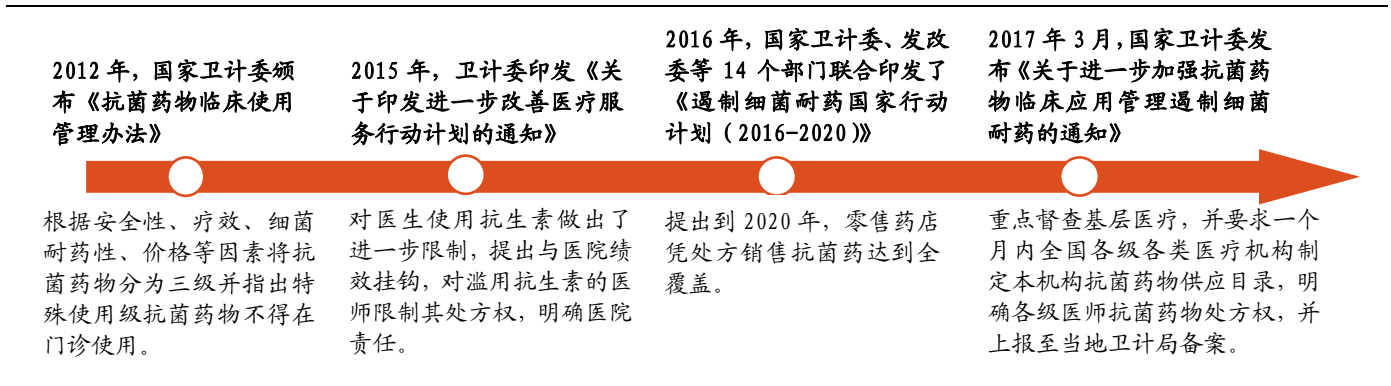 2012 年，国家卫计委颁
布《抗菌药物临床使用
管理办法》
2015 年，卫计委印发《关
于印发进一步改善医疗服
务行动计划的通知》
2016 年，国家卫计委、发改
委等 14 个部门联合印发了
《遏制细菌耐药国家行动
计划（2016-2020）》
2017 年 3 月，国家卫计委发
布《关于进一步加强抗菌药
物临床应用管理遏制细菌
耐药的通知》
根据安全性、疗效、细菌
耐药性、价格等因素将抗
菌药物分为三级并指出特
殊使用级抗菌药物不得在
门诊使用。
对医生使用抗生素做出了
进一步限制，提出与医院绩
效挂钩，对滥用抗生素的医
师限制其处方权，明确医院
责任。
提出到 2020 年，零售药店
凭处方销售抗菌药达到全
覆盖。
重点督查基层医疗，并要求一个
月内全国各级各类医疗机构制
定本机构抗菌药物供应目录，明
确各级医师抗菌药物处方权，并
上报至当地卫计局备案。